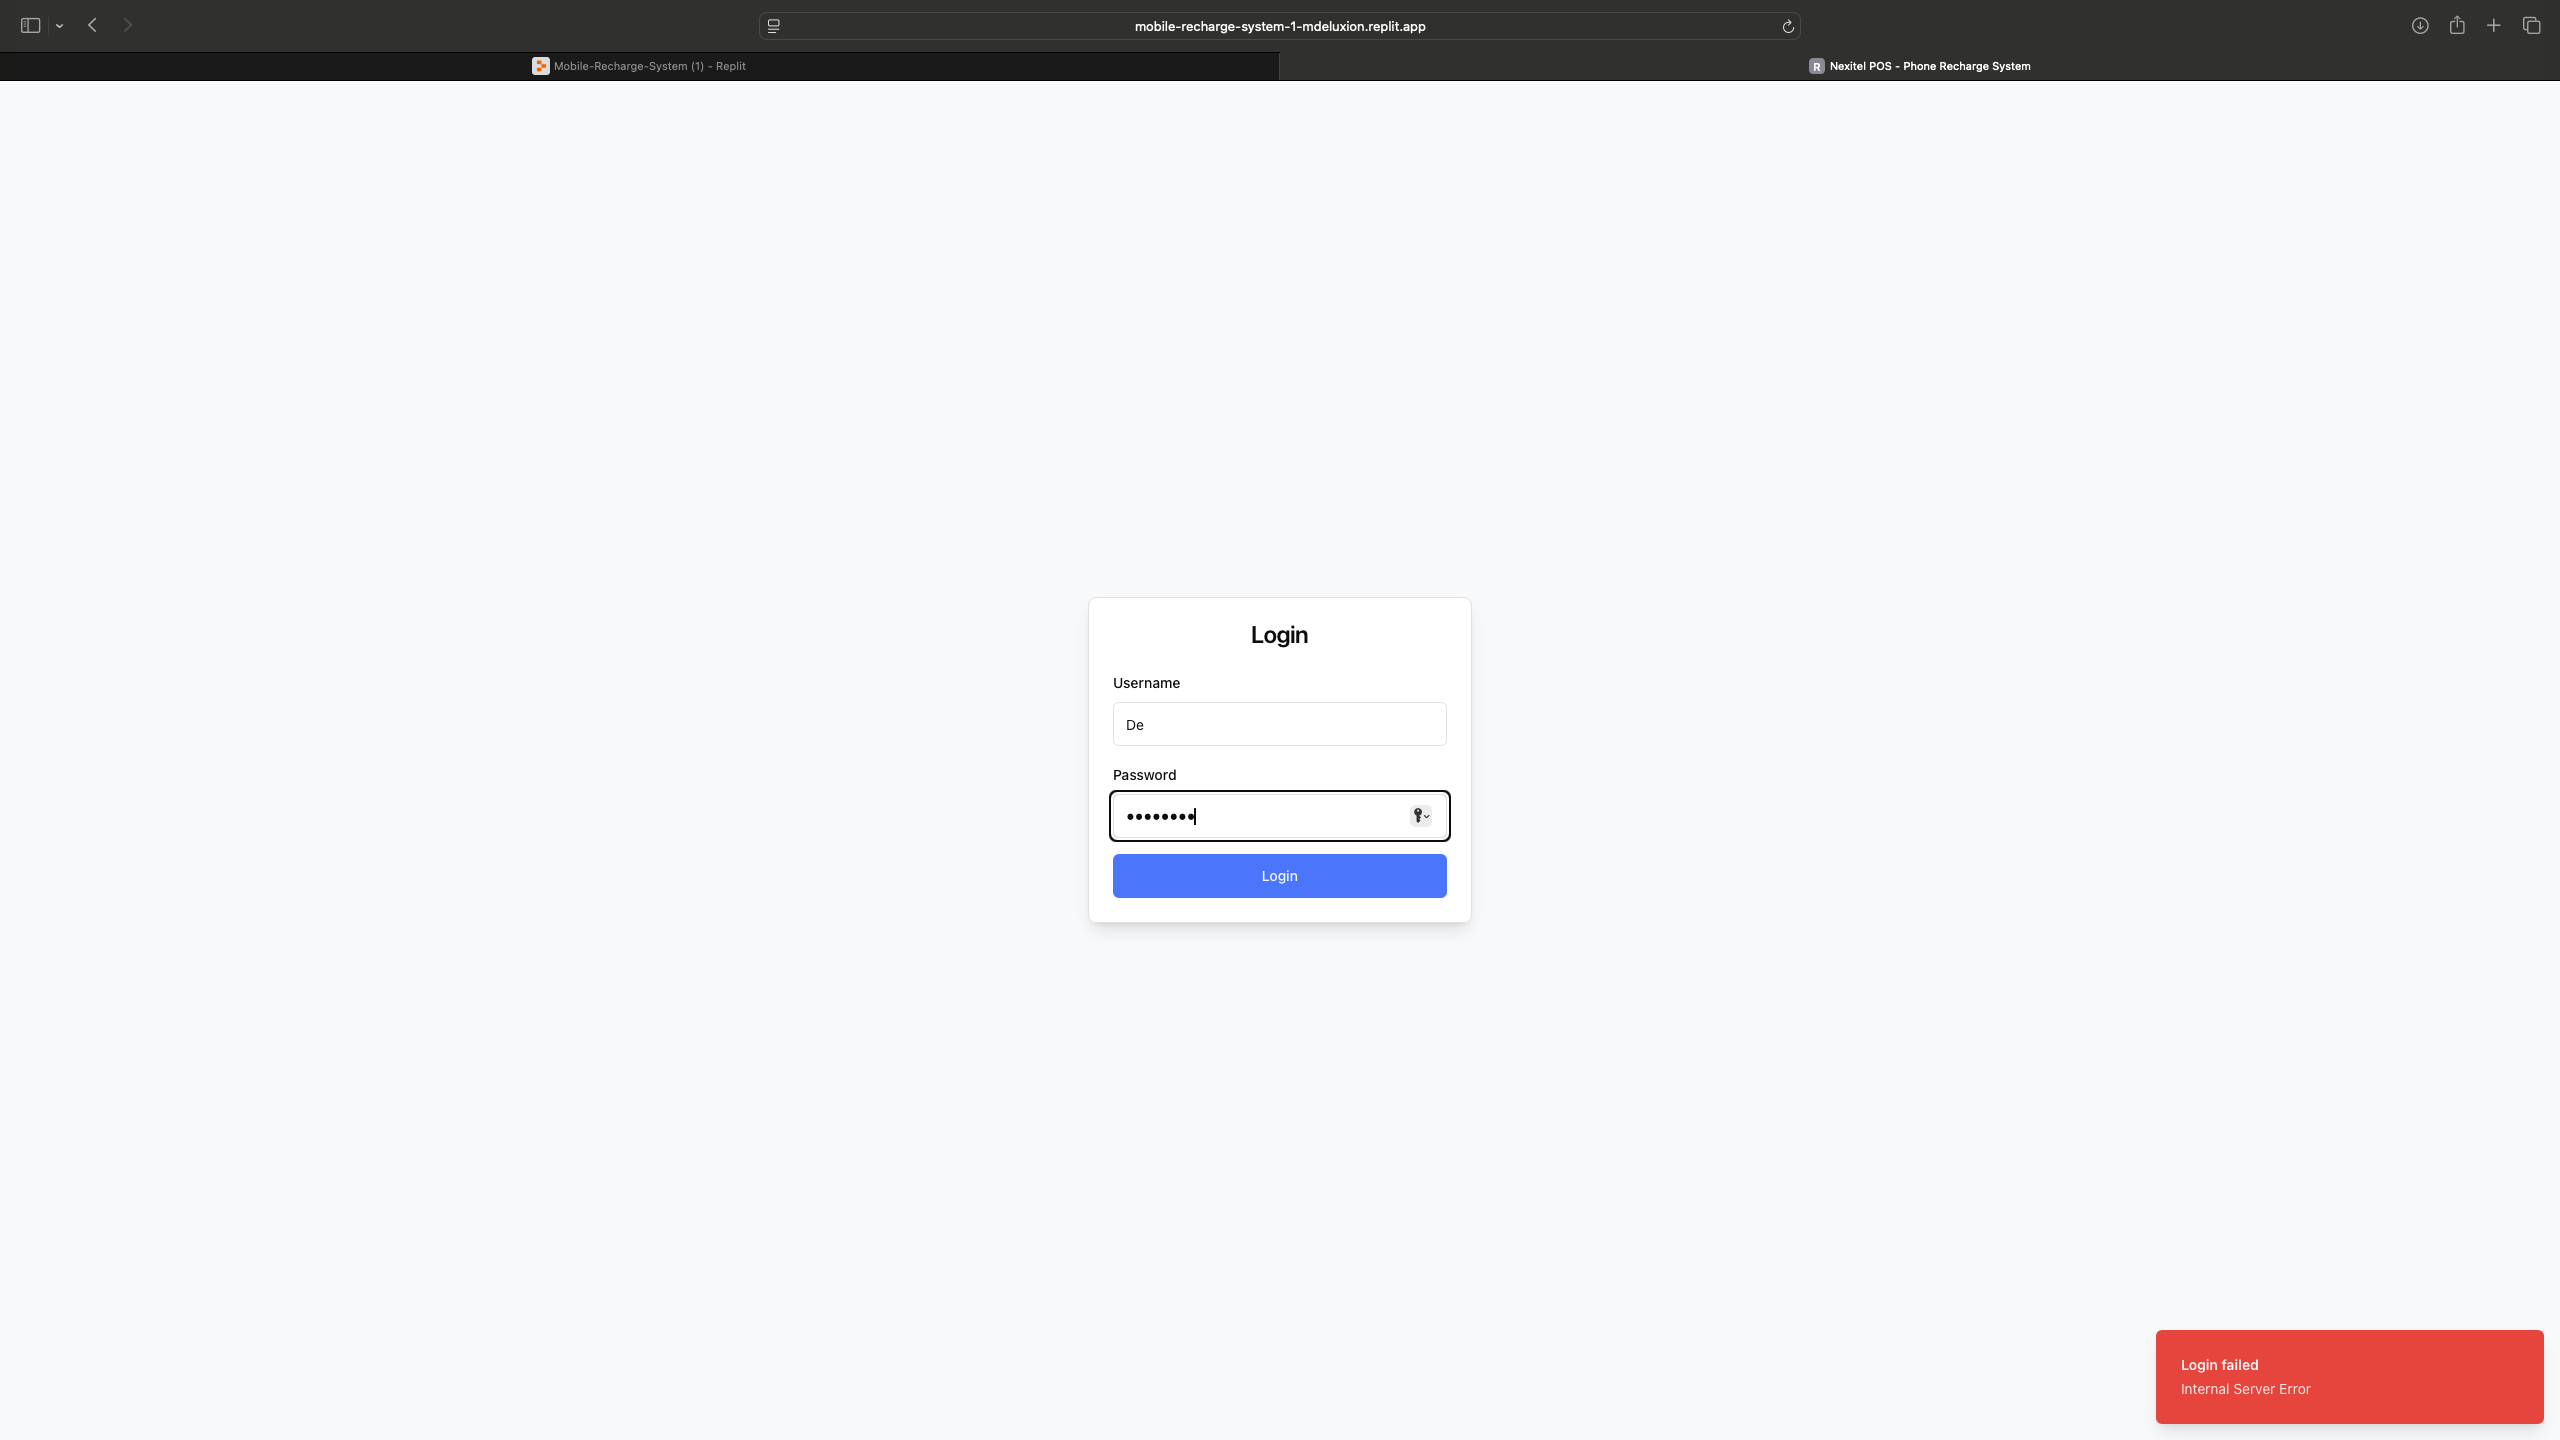 mobile-recharge-system-1-mdeluxion.replit.app
Mobile-Recharge-System (1) - Replit
R Nexitel POS - Phone Recharge System
Login
Username
De
Password
••••••••
Login
Login failed
Internal Server Error